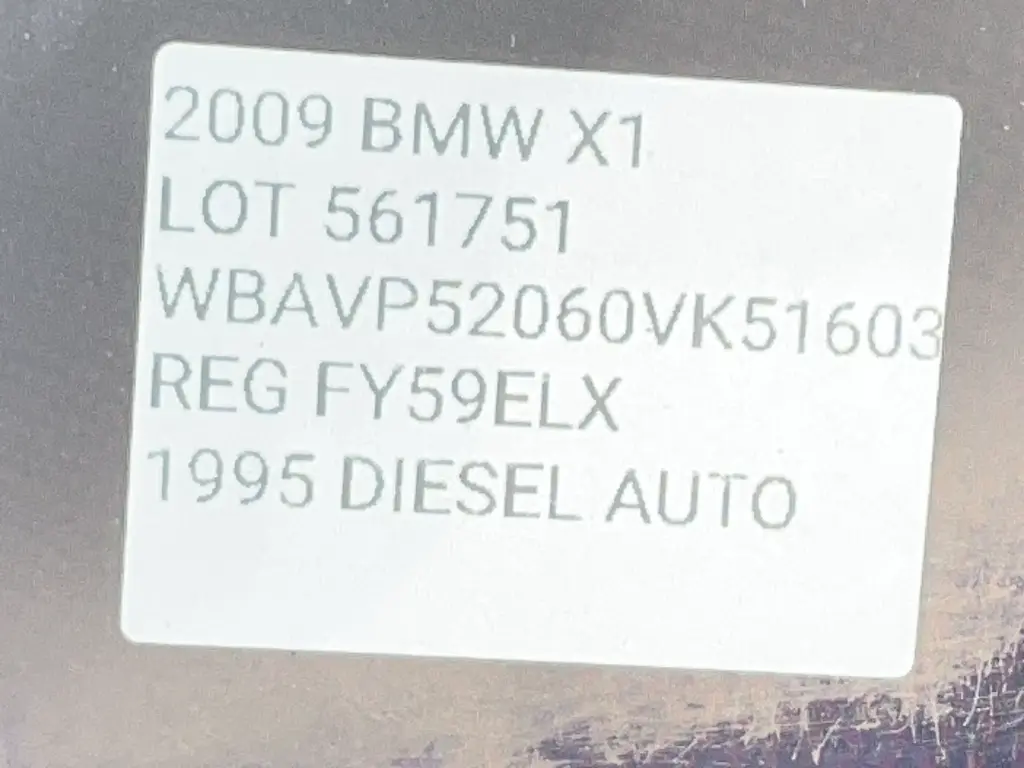 2009 BMW X1
LOT 561751
WBAVP52060VK51603
REG FY59ELX
1995 DIESEL AUTO